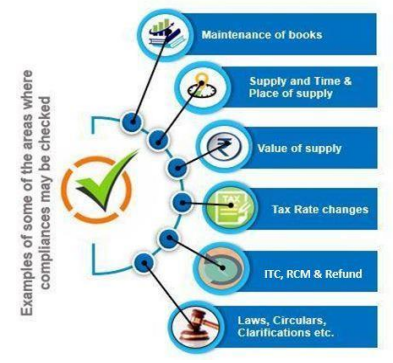 Examples of some of the areas where
compliances may be checked
Maintenance of books
Supply and Time &
Place of supply
Value of supply
TAX
Tax Rate changes
ITC, RCM & Refund
Laws, Circulars,
Clarifications etc.